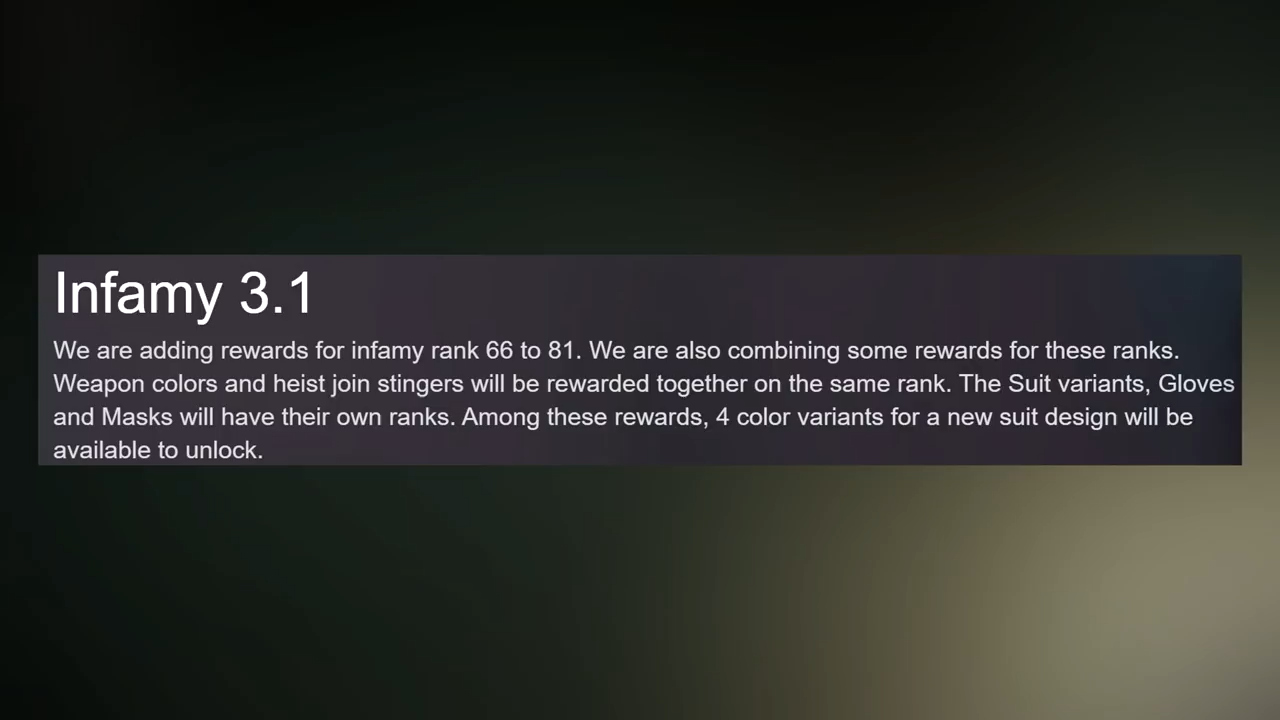 Infamy 3.1
We are adding rewards for infamy rank 66 to 81. We are also combining some rewards for these ranks.
Weapon colors and heist join stingers will be rewarded together on the same rank. The Suit variants, Gloves
and Masks will have their own ranks. Among these rewards, 4 color variants for a new suit design will be
available to unlock.